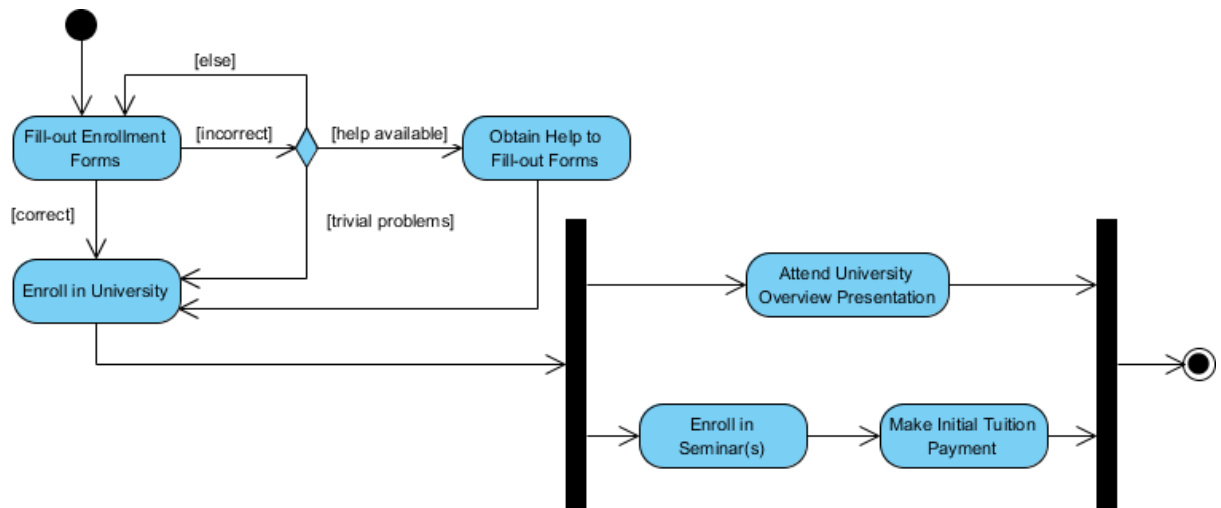 [else]
Fill-out Enrollment
Forms
[incorrect]
[help available]
Obtain Help to
Fill-out Forms
[correct]
[trivial problems]
Enroll in University
Attend University
Overview Presentation
Enroll in
Seminar(s)
Make Initial Tuition
Payment